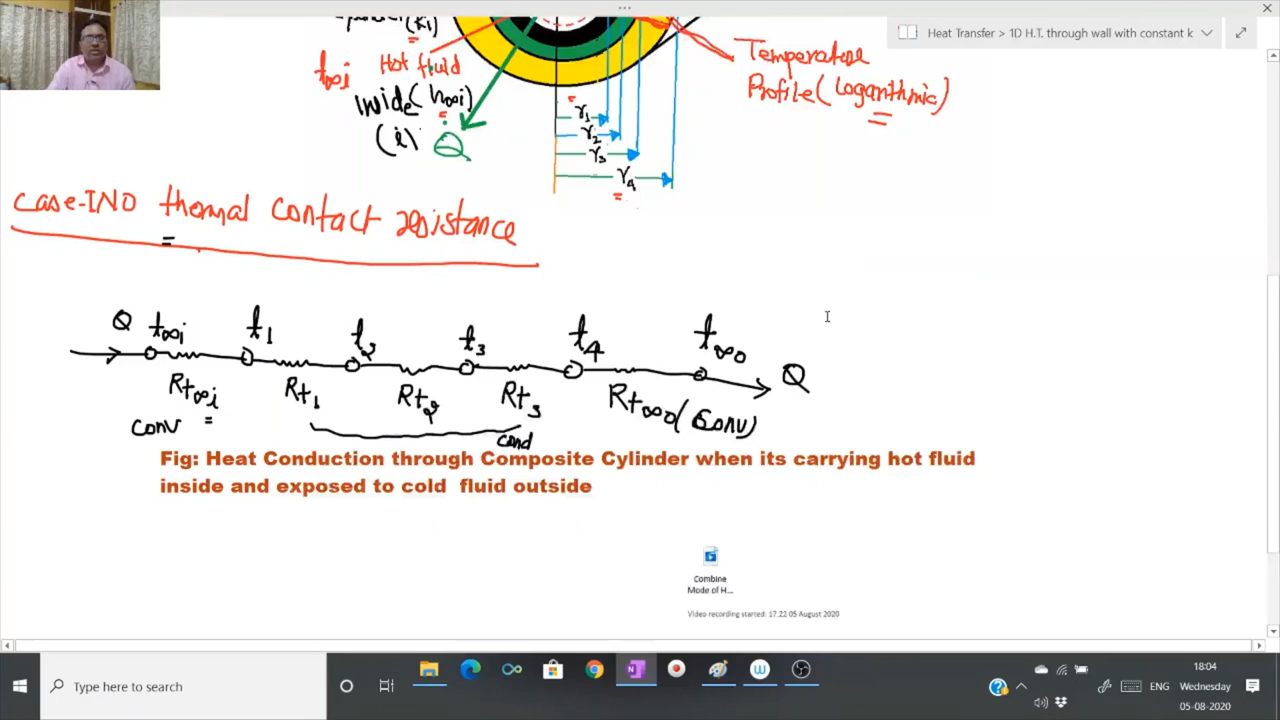 Heat Transfer > 1D H.T. through wall with constant k
Temperature
Profile (logarithmic)
(k1)
t∞i Hot fluid
Inside (h∞i)
(i) Q
r1
r2
r3
r4
case-I NO thermal contact resistance
Q t∞i t1 t2 t3 t4 t∞o Q
Rt∞i Rt1 Rt2 Rt3 Rt∞o (conv)
conv cond
Fig: Heat Conduction through Composite Cylinder when its carrying hot fluid
inside and exposed to cold fluid outside
Combine
Mode of H...
Video recording started: 17:22 05 August 2020
Type here to search
ENG
18:04
Wednesday
05-08-2020